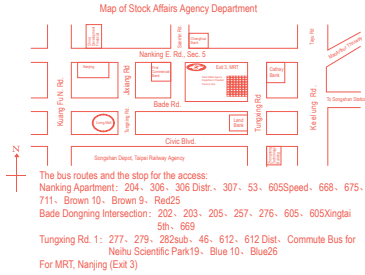 Map of Stock Affairs Agency Department
Nanking E. Rd., Sec. 5
Exit 3, MRT
Cathay
Bank
Nanjing
Kuang Fu N. Rd.
Jkiang Rd
Bade Rd.
Tungxing Rd
Keelung Rd.
To Songshan Statio
Living Mall
Land
Bank
Civic Blvd.
Songshan Depot, Taipei Railway Agency
N
The bus routes and the stop for the access:
Nanking Apartment: 204、 306、 306 Distr.、 307、 53、 605Speed、 668、 675、
711、 Brown 10、 Brown 9、 Red25
Bade Dongning Intersection: 202、 203、 205、 257、 276、 605、 605Xingtai
5th、 669
Tungxing Rd. 1: 277、 279、 282sub、 46、 612、 612 Dist、 Commute Bus for
Neihu Scientific Park19、 Blue 10、 Blue26
For MRT, Nanjing (Exit 3)